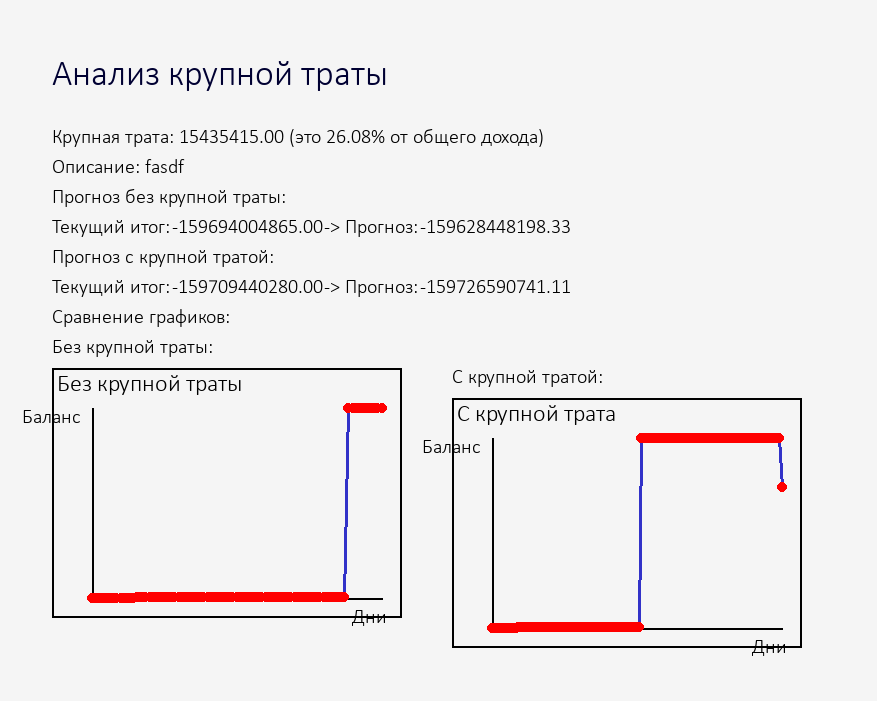 Анализ крупной траты
Крупная трата: 15435415.00 (это 26.08% от общего дохода)
Описание: fasdf
Прогноз без крупной траты:
Текущий итог:-159694004865.00-> Прогноз:-159628448198.33
Прогноз с крупной тратой:
Текущий итог:-159709440280.00-> Прогноз:-159726590741.11
Сравнение графиков:
Без крупной траты:
Без крупной траты
Баланс
Дни
С крупной тратой:
С крупной трата
Баланс
Дни